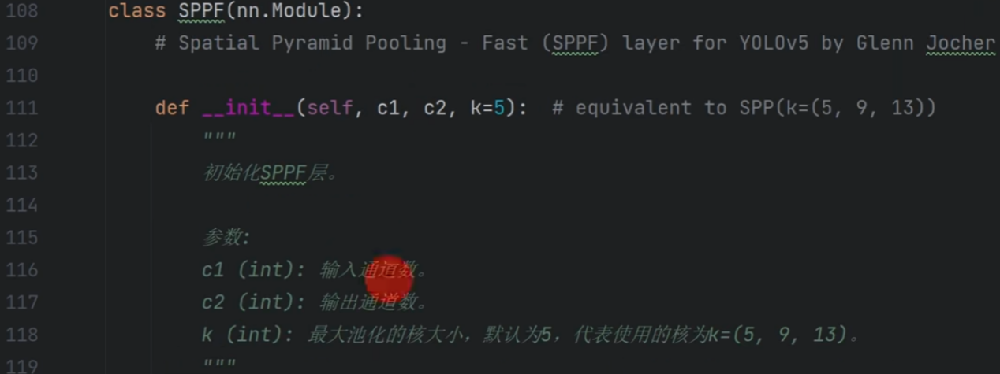 108 class SPPF(nn.Module):
109 # Spatial Pyramid Pooling - Fast (SPPF) layer for YOLOv5 by Glenn Jocher
110
111 def __init__(self, c1, c2, k=5):  # equivalent to SPP(k=(5, 9, 13))
112 """
113 初始化SPPF层。
114
115 参数:
116 c1 (int): 输入通道数。
117 c2 (int): 输出通道数。
118 k (int): 最大池化的核大小，默认为5，代表使用的核为k=(5, 9, 13)。
119 """